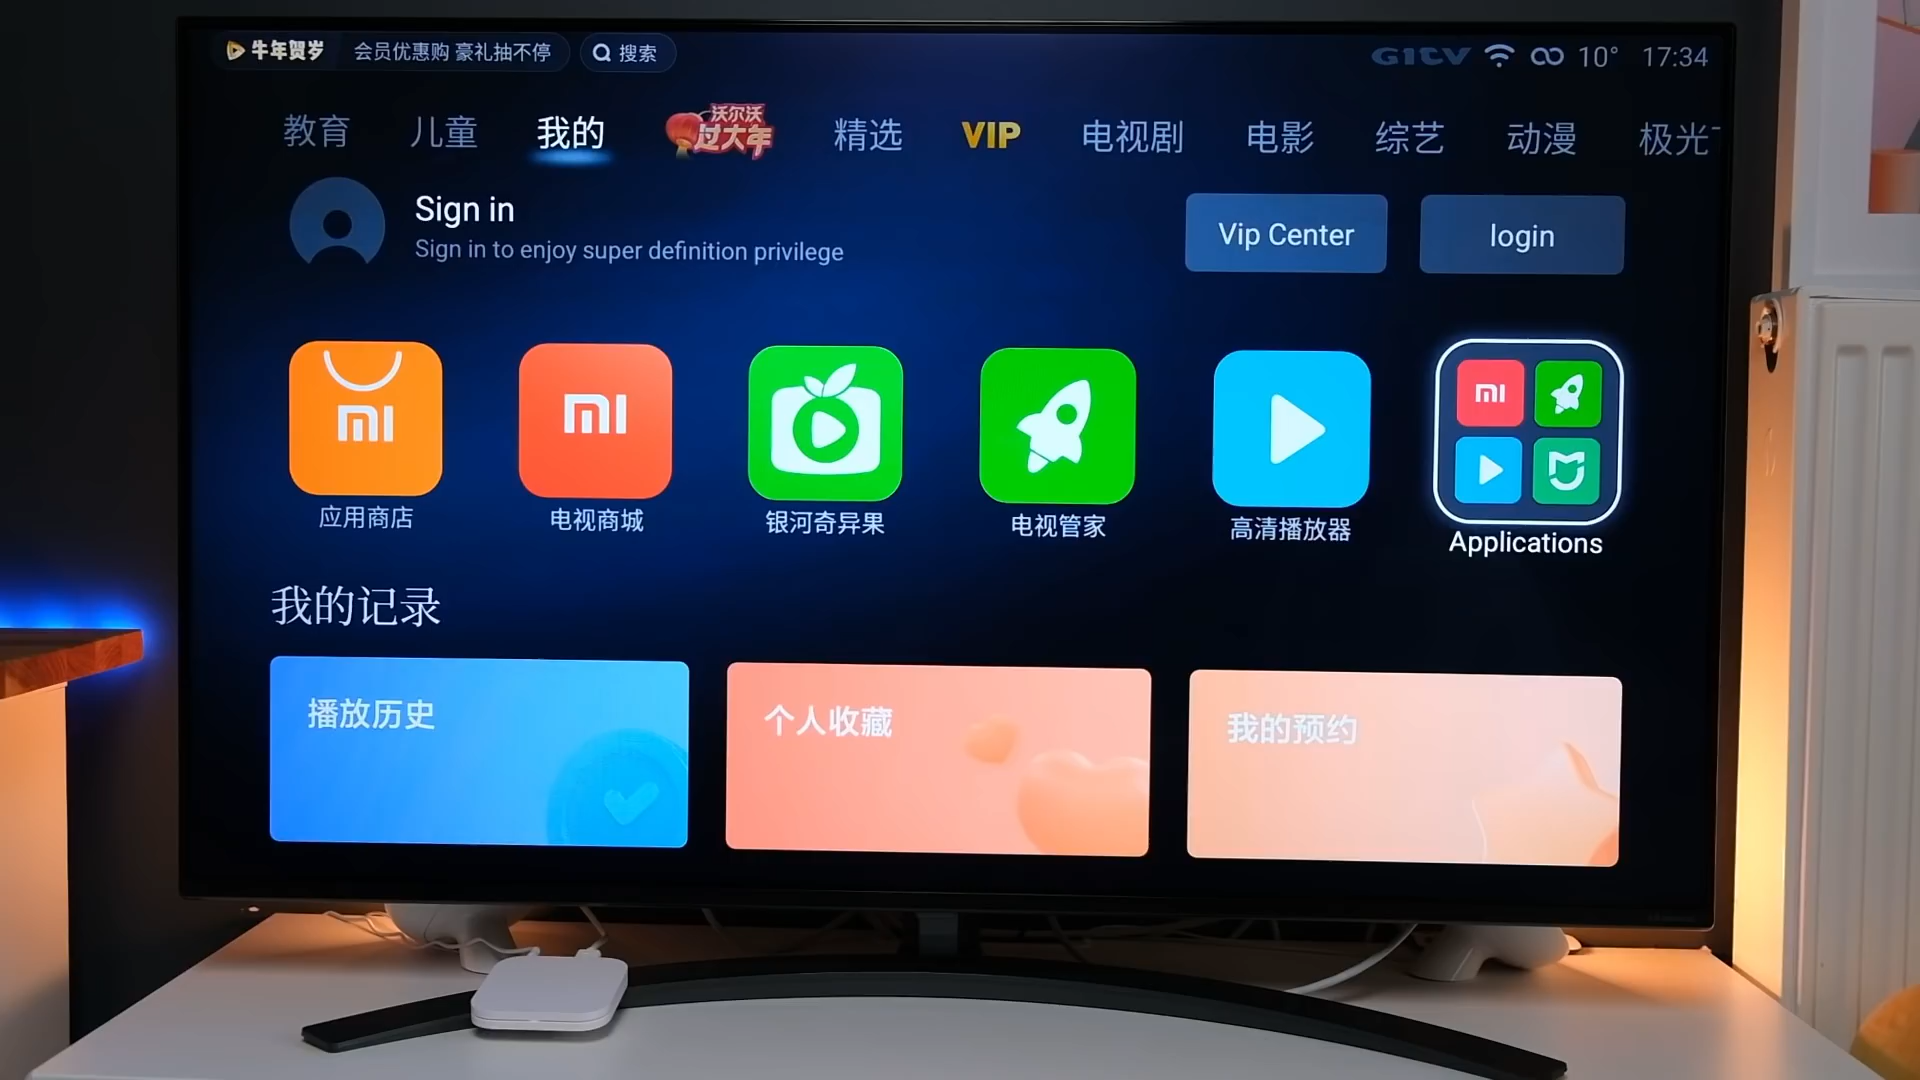 牛年贺岁 会员优惠购 豪礼抽不停 搜索 GITV 10° 17:34
教育 儿童 我的 沃尔沃 过大年 精选 VIP 电视剧 电影 综艺 动漫 极光
Sign in
Sign in to enjoy super definition privilege
Vip Center login
应用商店 电视商城 银河奇异果 电视管家 高清播放器 Applications
我的记录
播放历史 个人收藏 我的预约